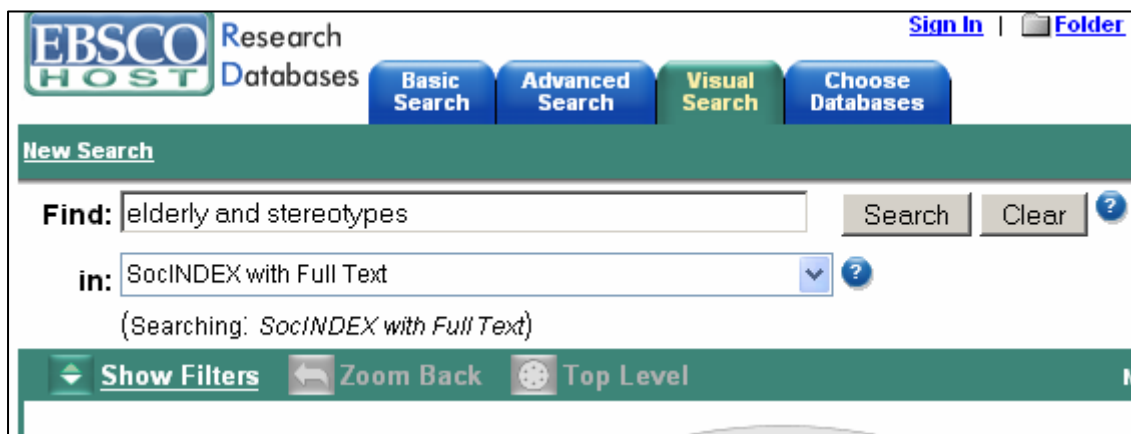 Sign In | Folder
EBSCO Research
HOST Databases
Basic Search
Advanced Search
Visual Search
Choose Databases
New Search
Find: elderly and stereotypes Search Clear ?
in: SocINDEX with Full Text ?
(Searching: SocINDEX with Full Text)
Show Filters Zoom Back Top Level